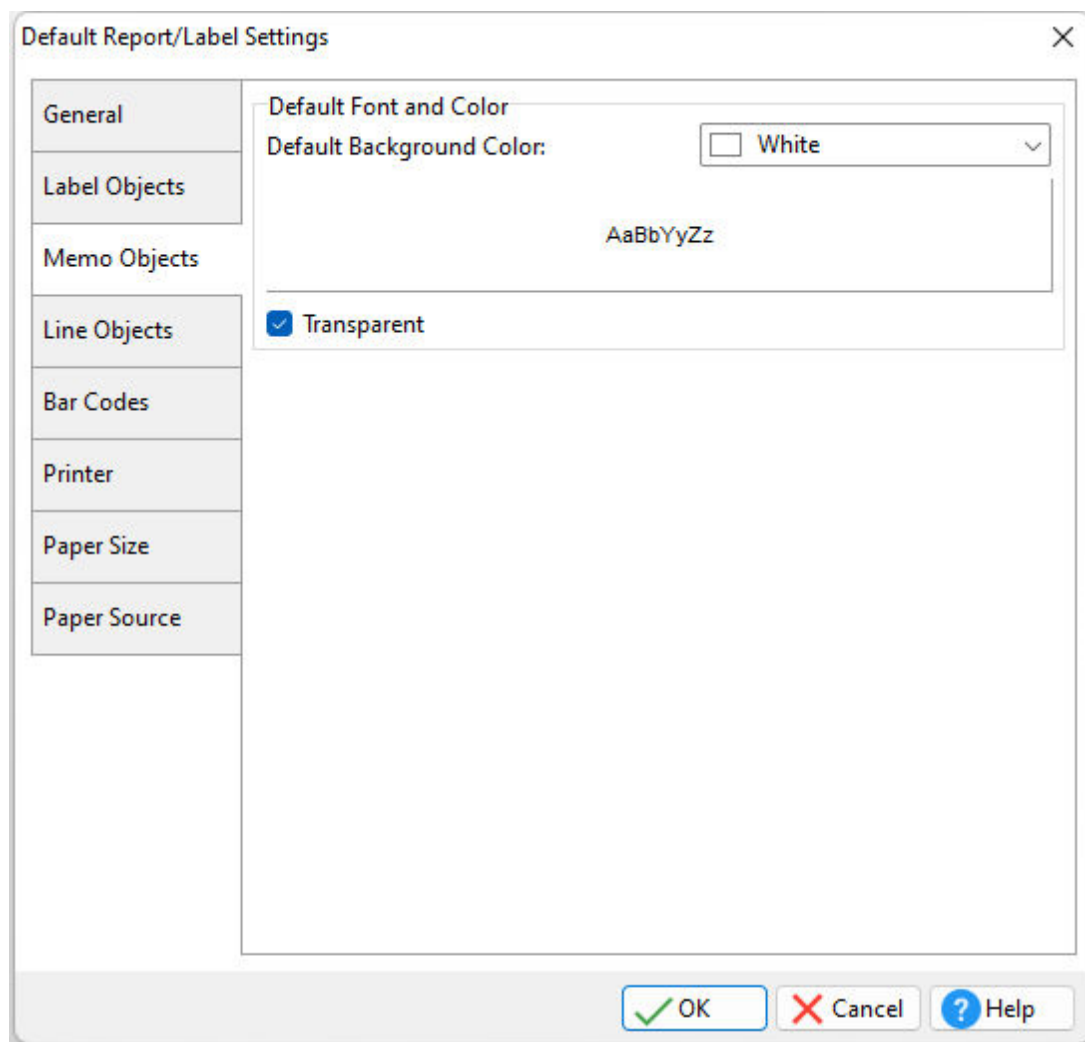 Default Report/Label Settings
General
Label Objects
Memo Objects
Line Objects
Bar Codes
Printer
Paper Size
Paper Source
Default Font and Color
Default Background Color:
White
AaBbYyZz
Transparent
OK
Cancel
? Help